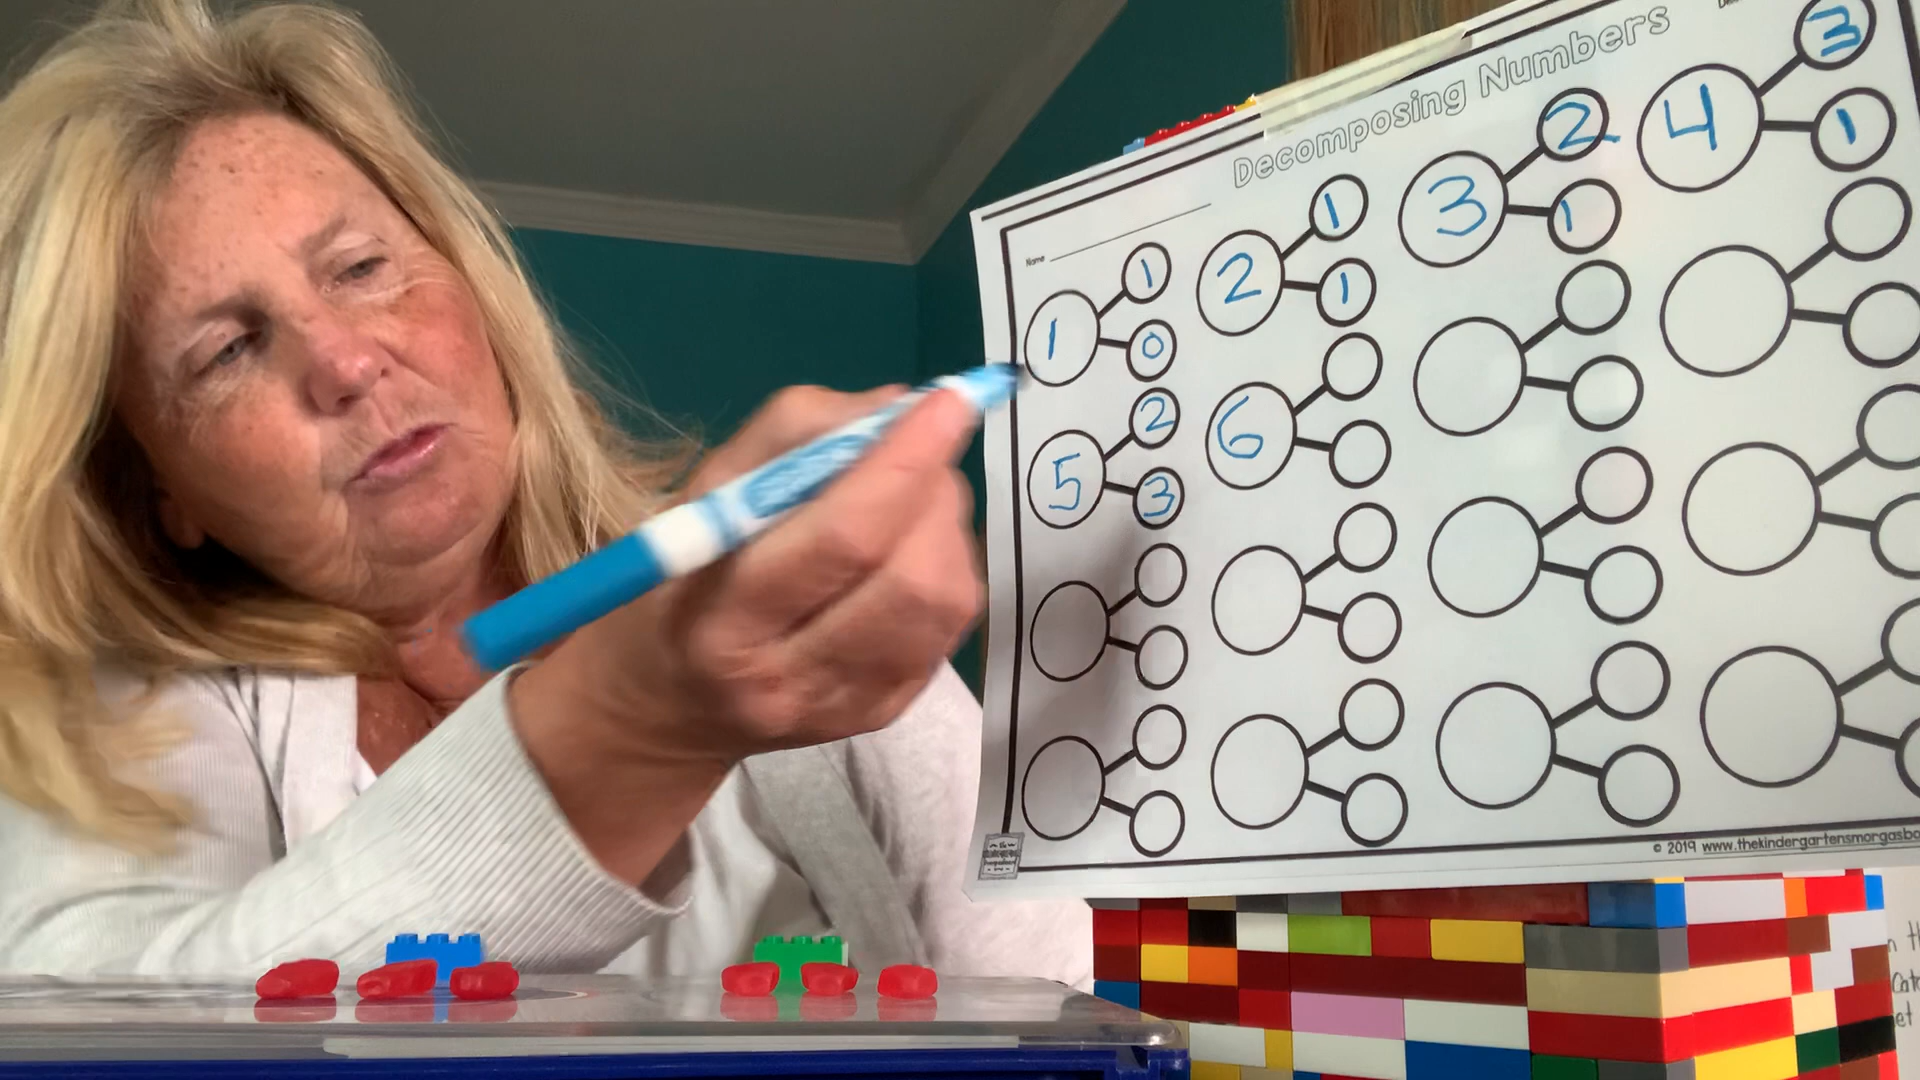 Decomposing Numbers
Name
1 1 0
2 1 1
3 2 1
4 3 1
5 2 3
6
© 2019 www.thekindergartensmorgasbo